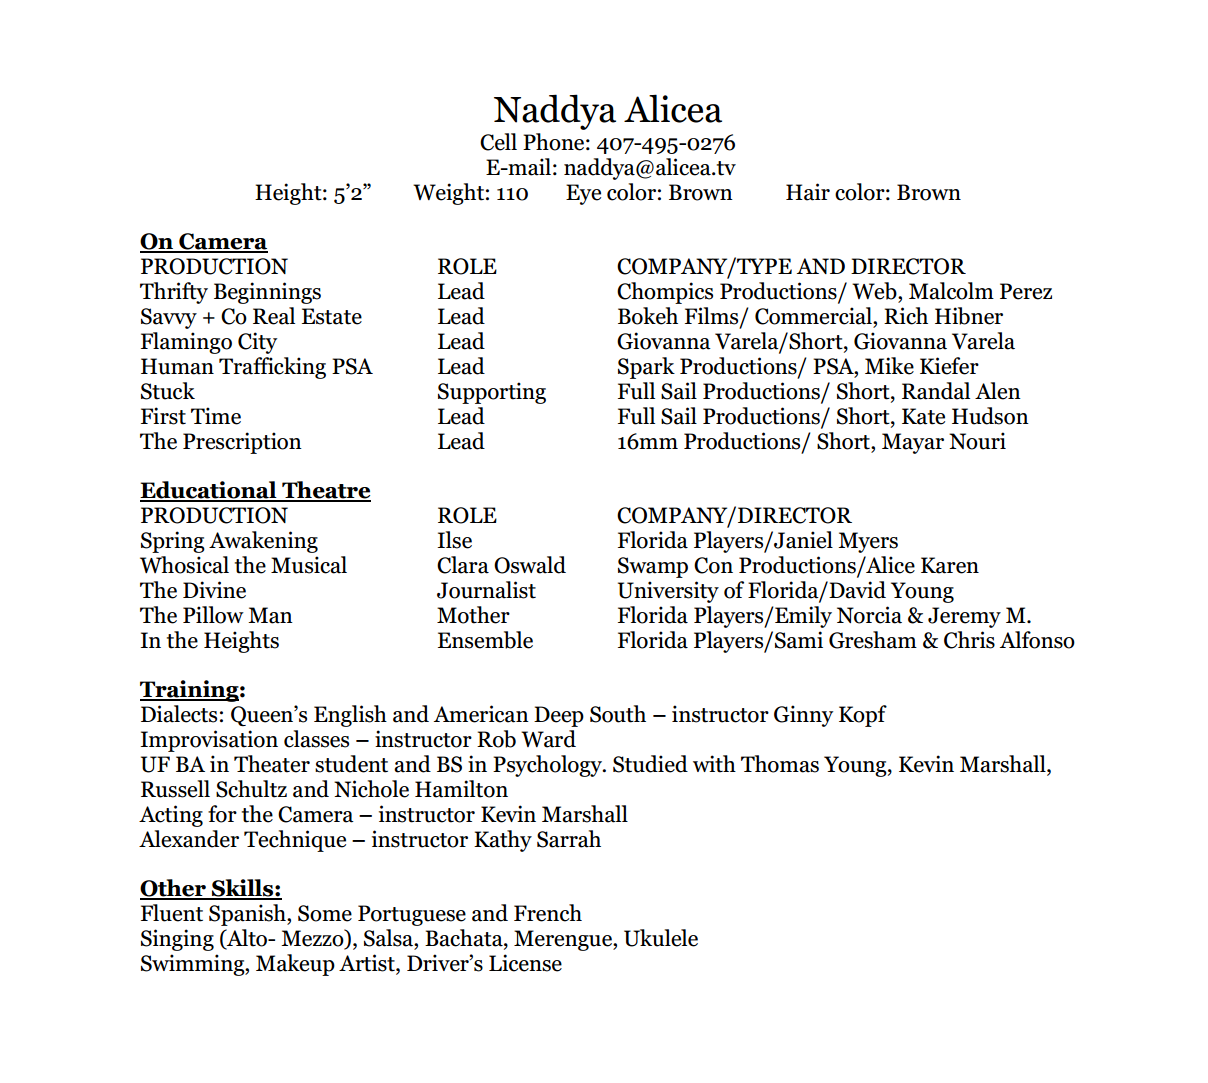 Naddya Alicea
Cell Phone: 407-495-0276
E-mail: naddya@alicea.tv
Height: 5’2” Weight: 110 Eye color: Brown Hair color: Brown
On Camera
PRODUCTION ROLE COMPANY/TYPE AND DIRECTOR
Thrifty Beginnings Lead Chompics Productions/ Web, Malcolm Perez
Savvy + Co Real Estate Lead Bokeh Films/ Commercial, Rich Hibner
Flamingo City Lead Giovanna Varela/Short, Giovanna Varela
Human Trafficking PSA Lead Spark Productions/ PSA, Mike Kiefer
Stuck Supporting Full Sail Productions/ Short, Randal Alen
First Time Lead Full Sail Productions/ Short, Kate Hudson
The Prescription Lead 16mm Productions/ Short, Mayar Nouri
Educational Theatre
PRODUCTION ROLE COMPANY/DIRECTOR
Spring Awakening Ilse Florida Players/Janiel Myers
Whosical the Musical Clara Oswald Swamp Con Productions/Alice Karen
The Divine Journalist University of Florida/David Young
The Pillow Man Mother Florida Players/Emily Norcia & Jeremy M.
In the Heights Ensemble Florida Players/Sami Gresham & Chris Alfonso
Training:
Dialects: Queen’s English and American Deep South – instructor Ginny Kopf
Improvisation classes – instructor Rob Ward
UF BA in Theater student and BS in Psychology. Studied with Thomas Young, Kevin Marshall,
Russell Schultz and Nichole Hamilton
Acting for the Camera – instructor Kevin Marshall
Alexander Technique – instructor Kathy Sarrah
Other Skills:
Fluent Spanish, Some Portuguese and French
Singing (Alto- Mezzo), Salsa, Bachata, Merengue, Ukulele
Swimming, Makeup Artist, Driver’s License